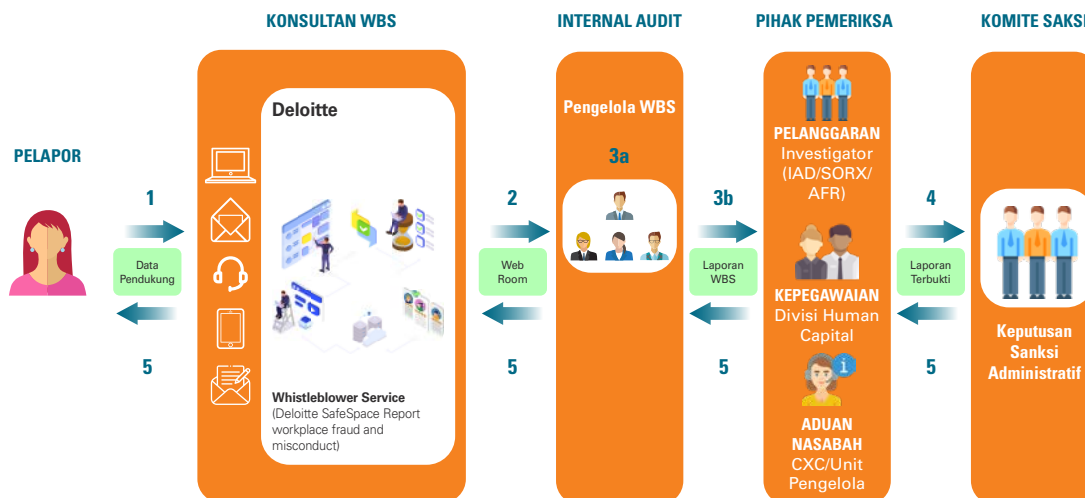 KONSULTAN WBS
INTERNAL AUDIT
PIHAK PEMERIKSA
KOMITE SAKSI
PELAPOR
1
Data
Pendukung
5
Deloitte
Whistleblower Service
(Deloitte SafeSpace Report
workplace fraud and
misconduct)
2
Web
Room
5
Pengelola WBS
3a
3b
Laporan
WBS
5
PELANGGARAN
Investigator
(IAD/SORX/
AFR)
KEPEGAWAIAN
Divisi Human
Capital
i
ADUAN
NASABAH
CXC/Unit
Pengelola
4
Laporan
Terbukti
5
Keputusan
Sanksi
Administratif